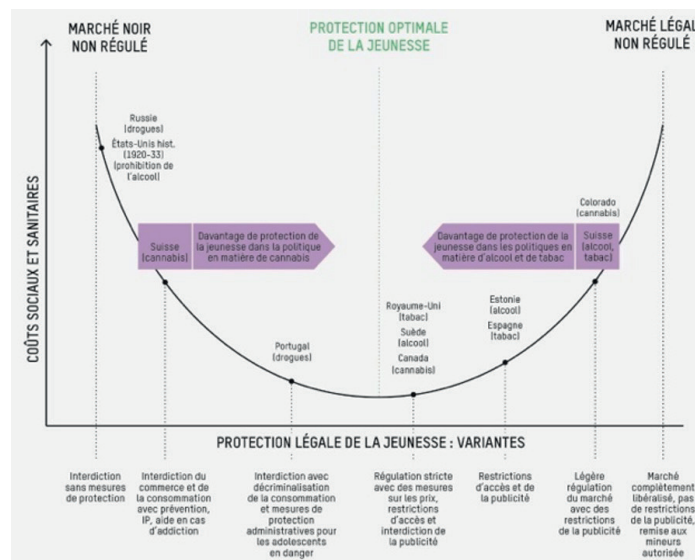 MARCHÉ NOIR
NON RÉGULÉ
PROTECTION OPTIMALE
DE LA JEUNESSE
MARCHÉ LÉGAL
NON RÉGULÉ
COÛTS SOCIAUX ET SANITAIRES
Russie
(drogues)
États-Unis hist.
(1920-33)
(prohibition de
l'alcool)
Suisse
(cannabis)
Davantage de protection de
la jeunesse dans la politique
en matière de cannabis
Davantage de protection de la
jeunesse dans les politiques en
matière d'alcool et de tabac
Colorado
(cannabis)
Suisse
(alcool,
tabac)
Portugal
(drogues)
Royaume-Uni
(tabac)
Suède
(alcool)
Canada
(cannabis)
Estonie
(alcool)
Espagne
(tabac)
PROTECTION LÉGALE DE LA JEUNESSE : VARIANTES
Interdiction
sans mesures
de protection
Interdiction du
commerce et de
la consommation
avec prévention,
IP, aide en cas
d'addiction
Interdiction avec
décriminalisation
de la consommation
et mesures de
protection
administratives pour
les adolescents
en danger
Régulation stricte
avec des mesures
sur les prix,
restrictions
d'accès et
interdiction de la
publicité
Restrictions
d'accès et de
la publicité
Légère
régulation
du marché
avec des
restrictions
de la publicité
Marché
complètement
libéralisé, pas
de restrictions
de la publicité,
remise aux
mineurs
autorisée